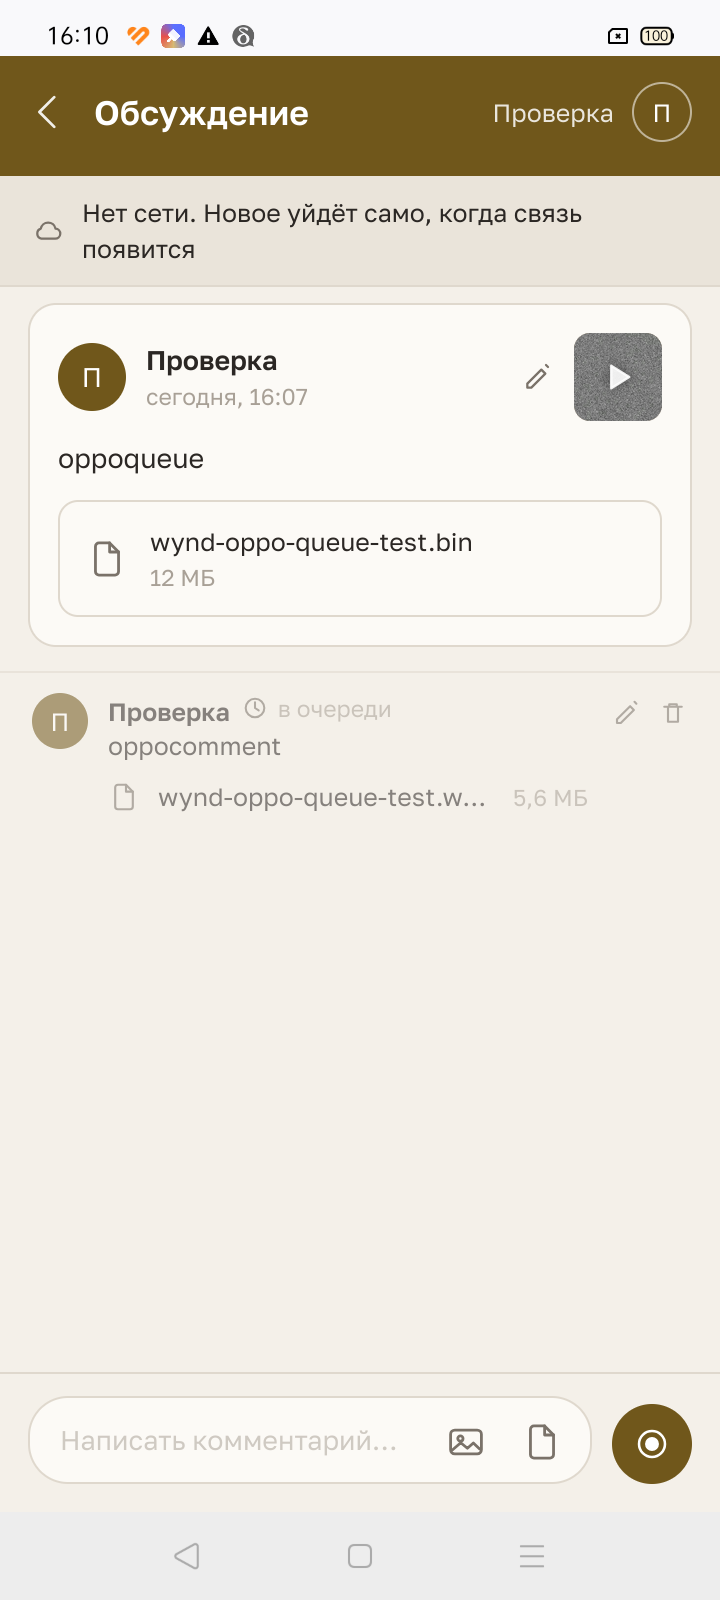 16:10
100
Обсуждение
Проверка
П
Нет сети. Новое уйдёт само, когда связь
появится
П
Проверка
сегодня, 16:07
oppoqueue
wynd-oppo-queue-test.bin
12 МБ
П
Проверка
в очереди
oppocomment
wynd-oppo-queue-test.w...
5,6 МБ
Написать комментарий...